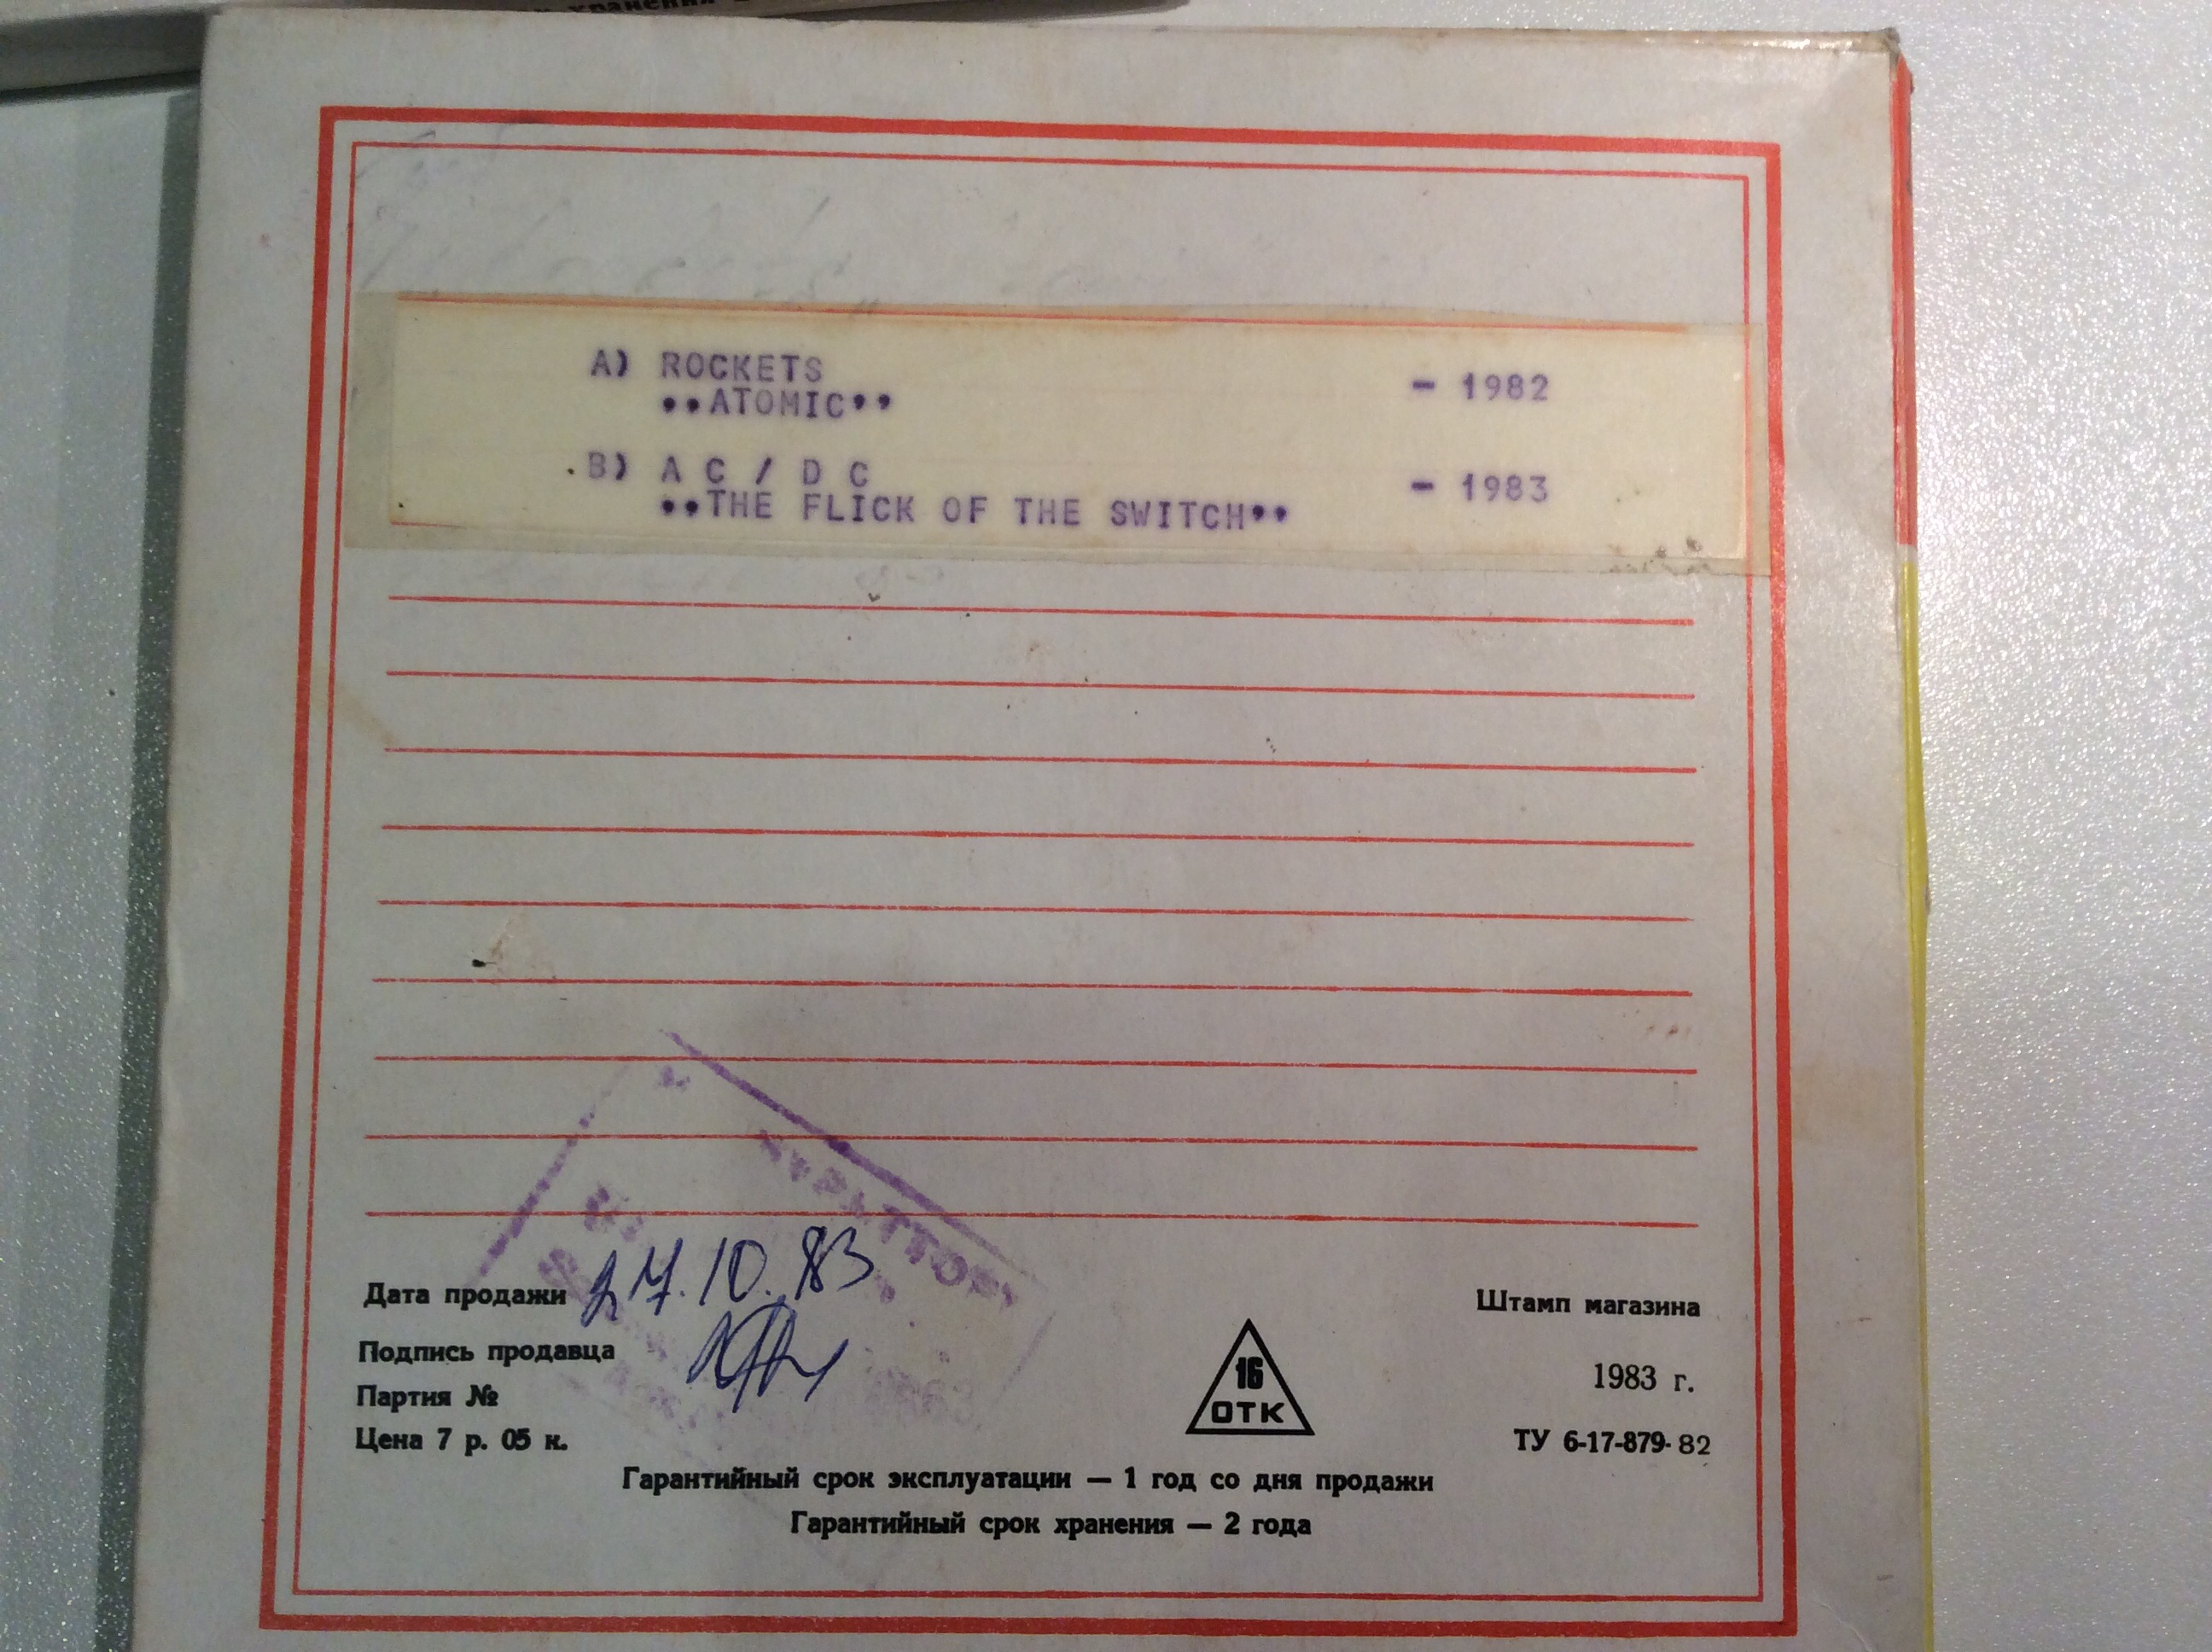 A) ROCKETS - 1982
••ATOMIC••
B) A C / D C - 1983
••THE FLICK OF THE SWITCH••
Дата продажи 27.10.83
Штамп магазина
Подпись продавца
1983 г.
Партия №
16
ОТК
Цена 7 р. 05 к.
ТУ 6-17-879-82
Гарантийный срок эксплуатации — 1 год со дня продажи
Гарантийный срок хранения — 2 года